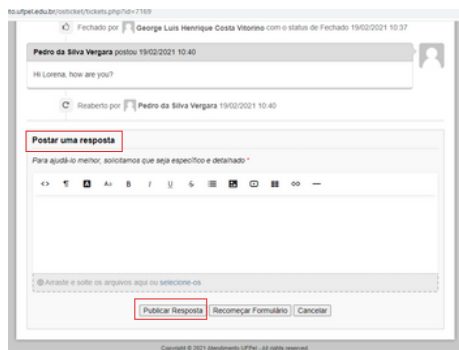 to.ufpel.edu.br/osticket/tickets.php?id=7369
Fechado por George Luis Henrique Costa Vitorino com o status de Fechado 19/02/2021 10:37
Pedro da Silva Vergara postou 19/02/2021 10:40
Hi Lorena, how are you?
Reaberto por Pedro da Silva Vergara 19/02/2021 10:40
Postar uma resposta
Para ajudá-lo melhor, solicitamos que seja específico e detalhado *
Arraste e solte os arquivos aqui ou selecione-os
Publicar Resposta Recomeçar Formulário Cancelar
Copyright © 2021 Atendimento UFPel - All rights reserved.